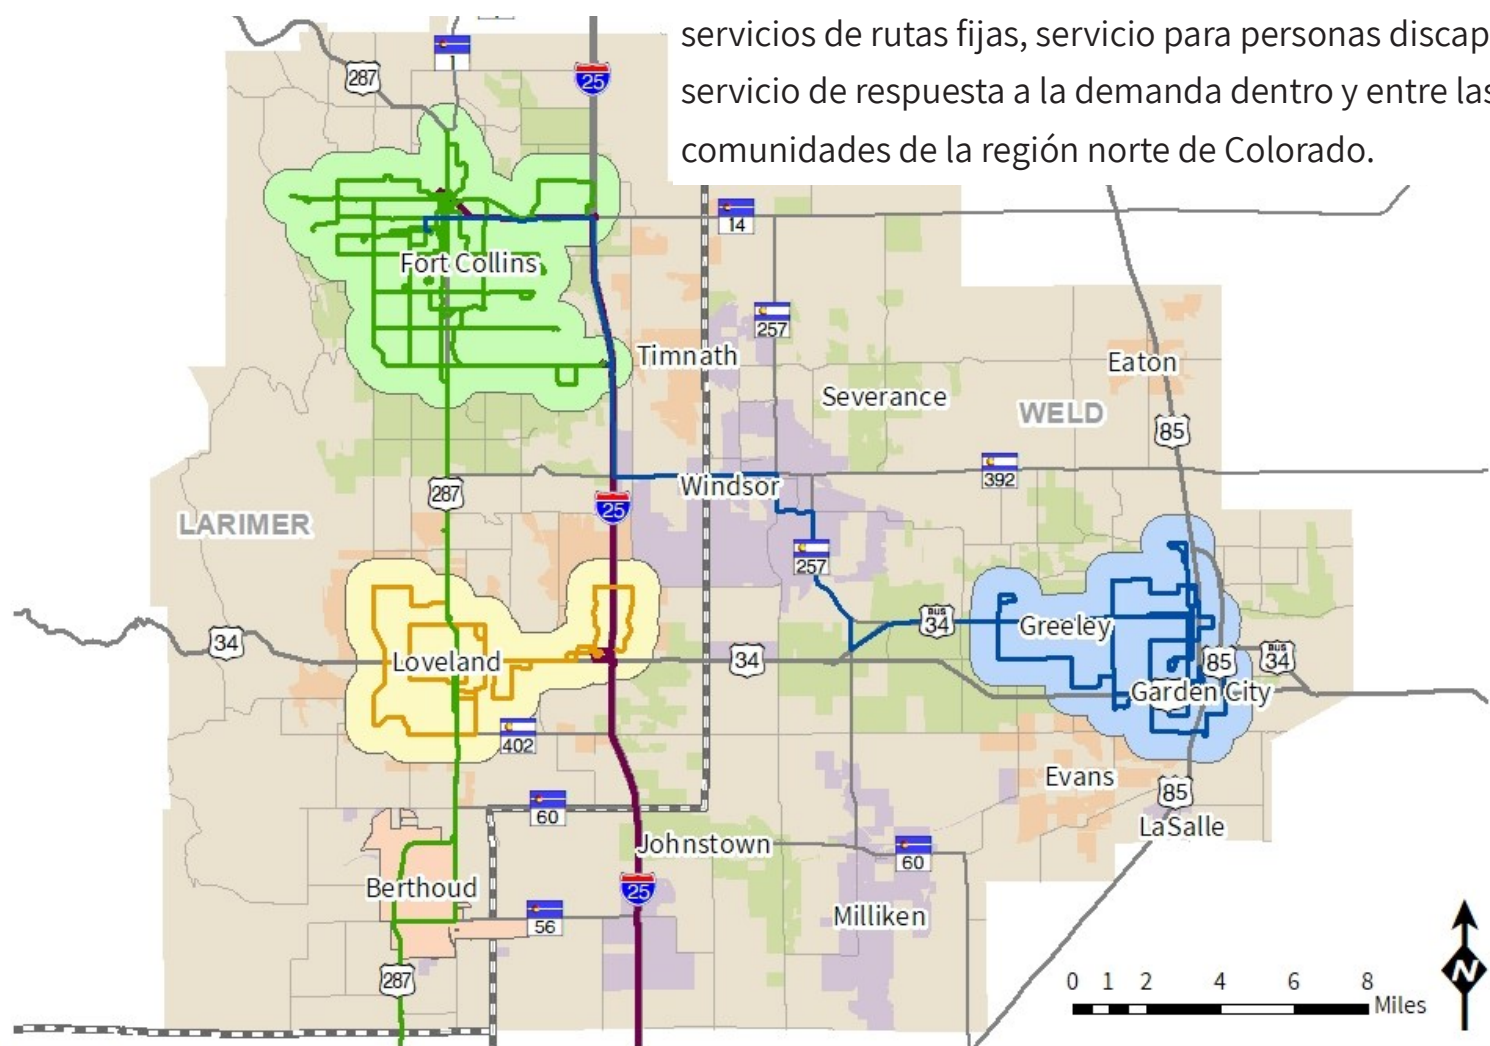 servicios de rutas fijas, servicio para personas discap
servicio de respuesta a la demanda dentro y entre las
comunidades de la región norte de Colorado.
1
287
25
14
Fort Collins
257
Timnath
Eaton
Severance
WELD
85
392
Windsor
287
25
LARIMER
257
BUS
34
Greeley
34
Loveland
34
85
BUS
34
Garden City
402
Evans
85
60
LaSalle
Johnstown
60
Berthoud
25
56
Milliken
287
0 1 2 4 6 8
Miles
N